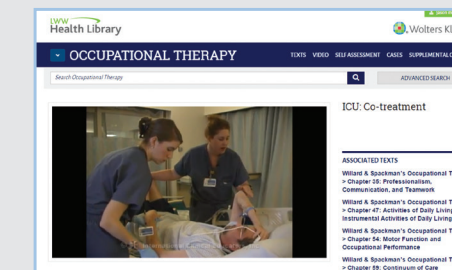 LWW
Health Library
Wolters Kl
OCCUPATIONAL THERAPY
TEXTS VIDEO SELF ASSESSMENT CASES SUPPLEMENTAL
Search Occupational Therapy
ADVANCED SEARCH
ICU: Co-treatment
ASSOCIATED TEXTS
Willard & Spackman's Occupational T
> Chapter 35: Professionalism,
Communication, and Teamwork
Willard & Spackman's Occupational T
> Chapter 47: Activities of Daily Living
Instrumental Activities of Daily Living
Willard & Spackman's Occupational T
> Chapter 54: Motor Function and
Occupational Performance
Willard & Spackman's Occupational T
> Chapter 59: Continuum of Care